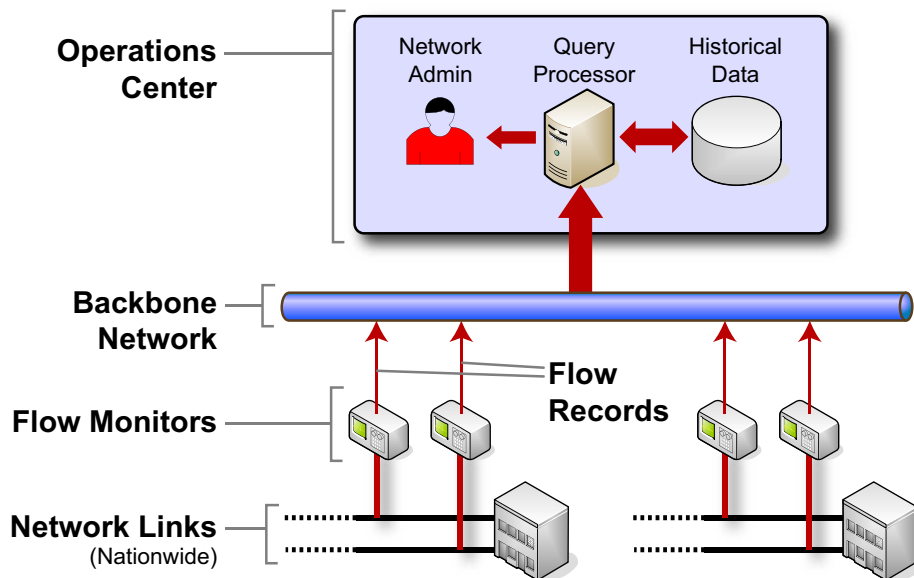 Operations
Center
Network
Admin
Query
Processor
Historical
Data
Backbone
Network
Flow
Records
Flow Monitors
Network Links
(Nationwide)